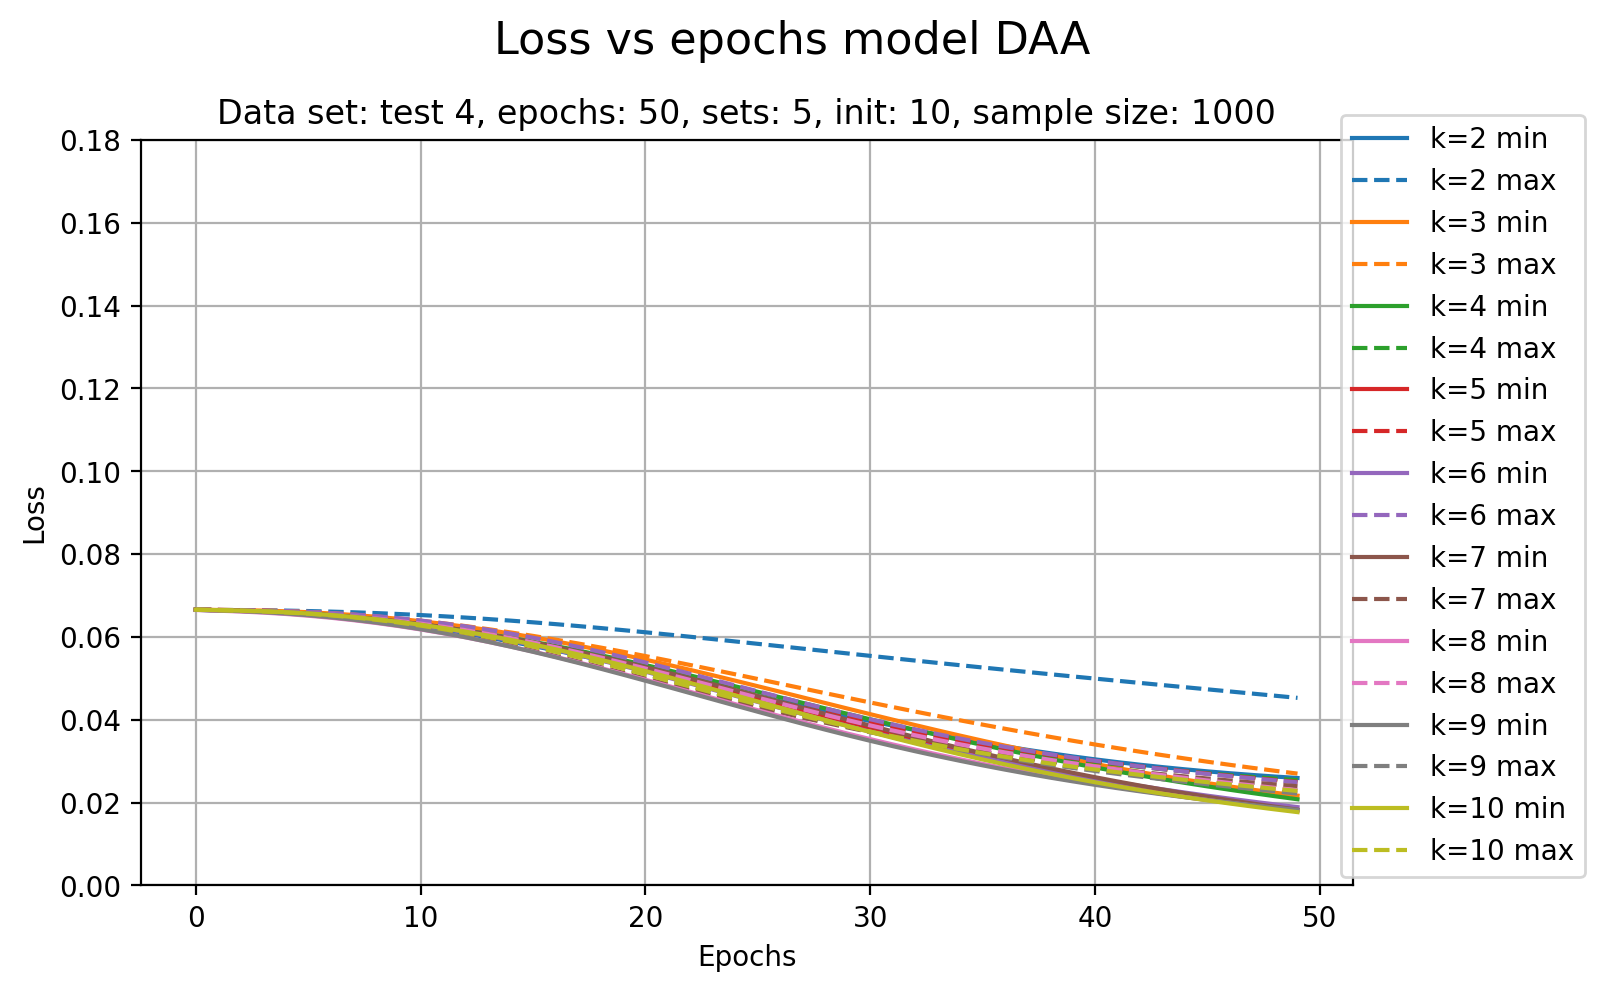 Loss vs epochs model DAA
Data set: test 4, epochs: 50, sets: 5, init: 10, sample size: 1000
0.18
0.16
0.14
0.12
0.10
0.08
0.06
0.04
0.02
0.00
Loss
0 10 20 30 40 50
Epochs
k=2 min
k=2 max
k=3 min
k=3 max
k=4 min
k=4 max
k=5 min
k=5 max
k=6 min
k=6 max
k=7 min
k=7 max
k=8 min
k=8 max
k=9 min
k=9 max
k=10 min
k=10 max